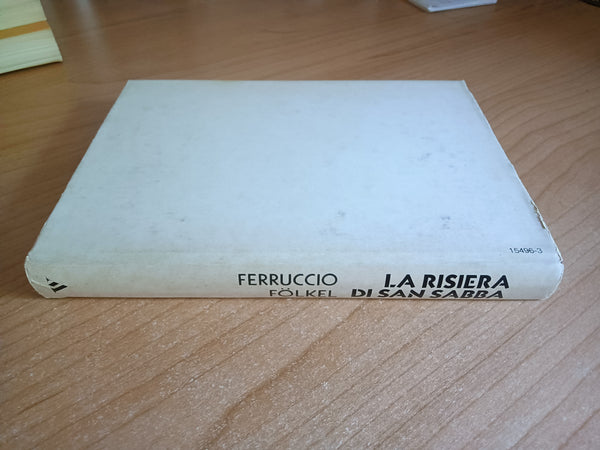 15496-3
FERRUCCIO
FÖLKEL
LA RISIERA
DI SAN SABBA